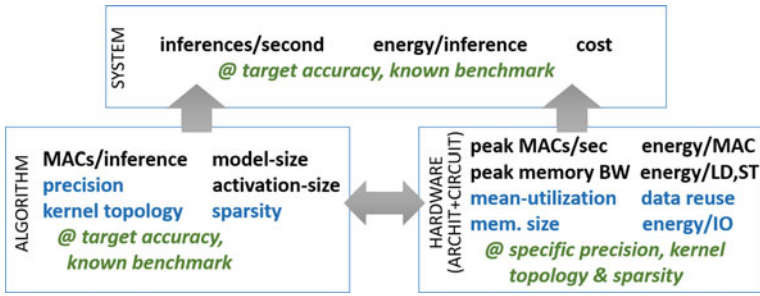 SYSTEM
inferences/second energy/inference cost
@ target accuracy, known benchmark
ALGORITHM
MACs/inference model-size
precision activation-size
kernel topology sparsity
@ target accuracy,
known benchmark
HARDWARE
(ARCHIT+CIRCUIT)
peak MACs/sec energy/MAC
peak memory BW energy/LD,ST
mean-utilization data reuse
mem. size energy/IO
@ specific precision, kernel
topology & sparsity